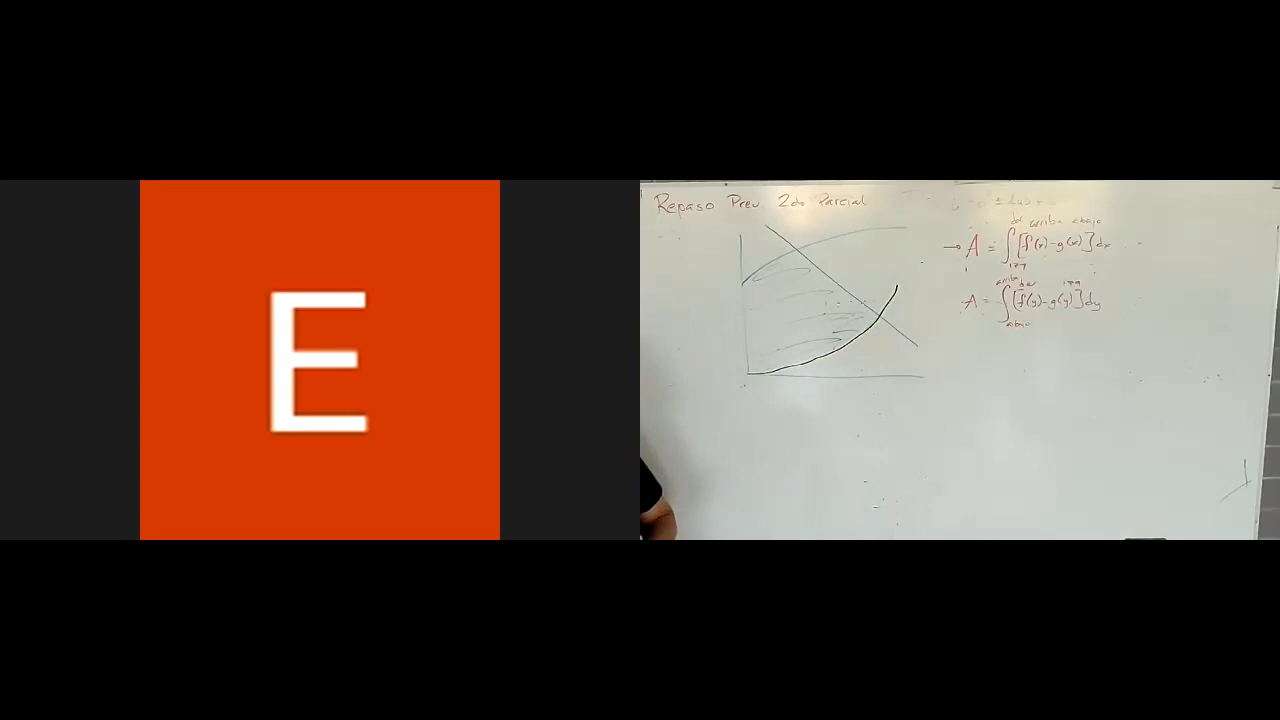 E
Repaso Prev. 2do Parcial
der arriba abajo
→ A = ∫ [f(x) - g(x)] dx
izq
arriba der izq
A = ∫ [f(y) - g(y)] dy
abajo